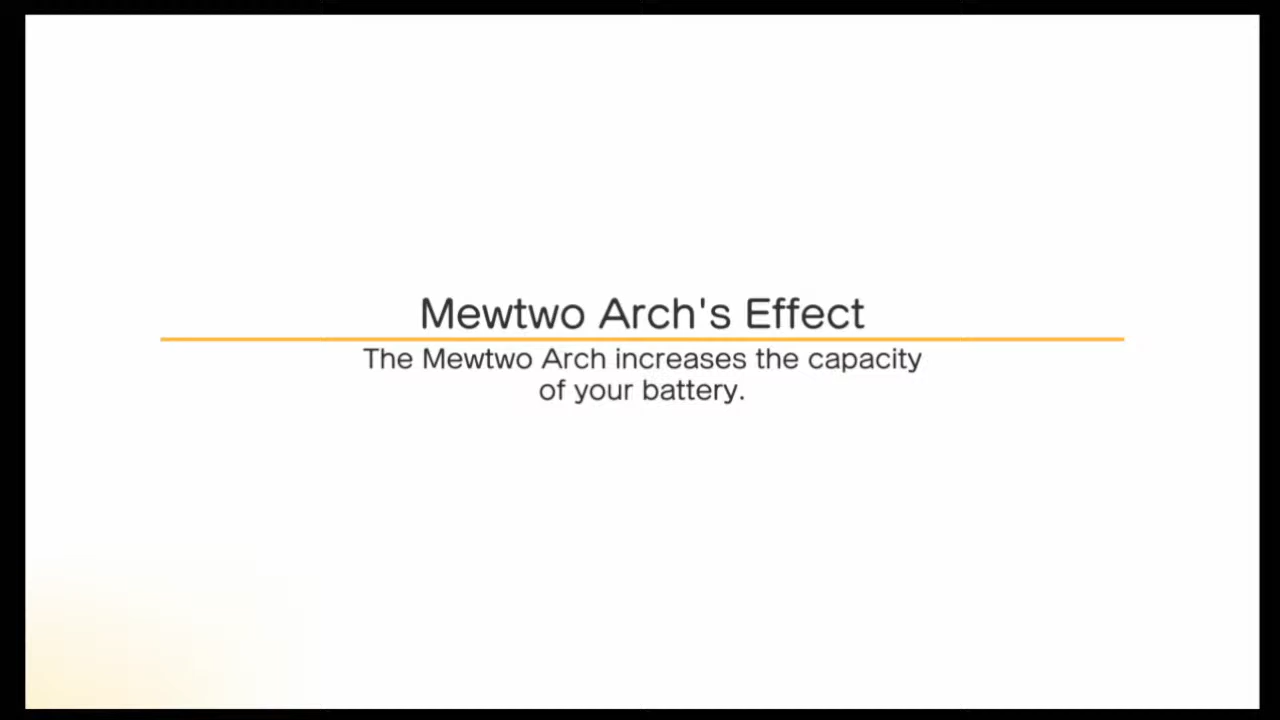 Mewtwo Arch's Effect
The Mewtwo Arch increases the capacity
of your battery.